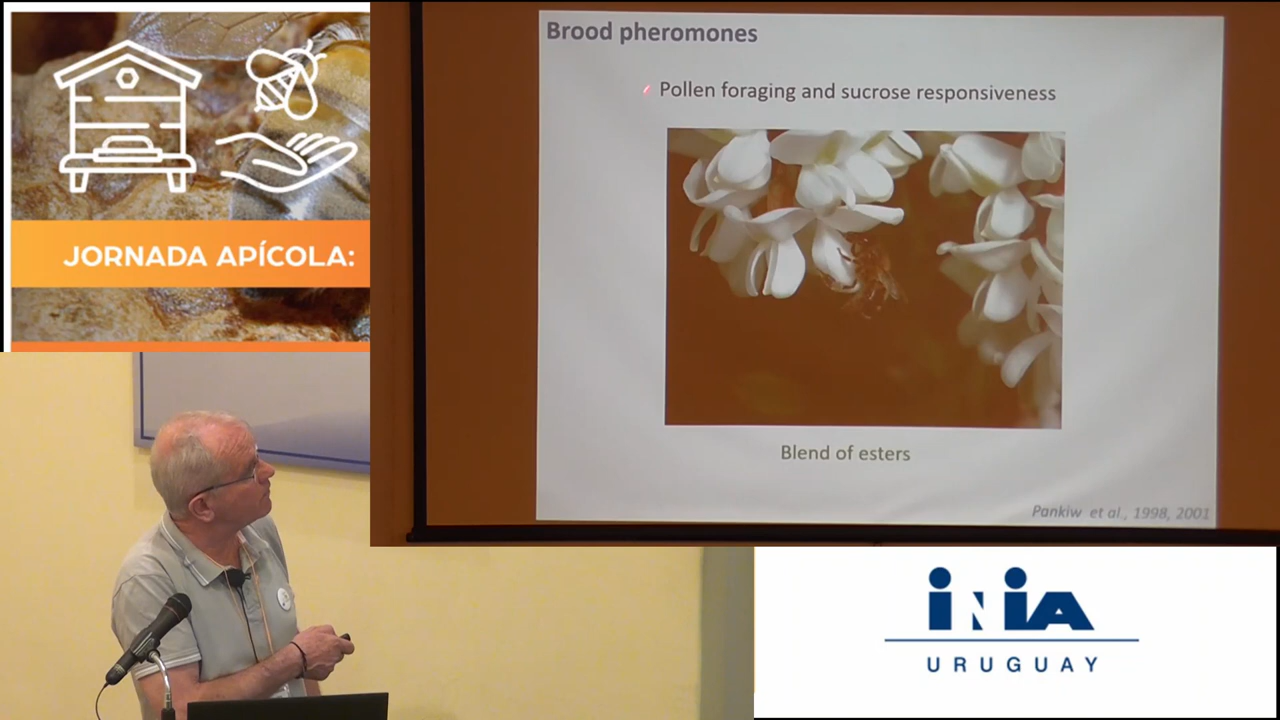 JORNADA APÍCOLA:
Brood pheromones
Pollen foraging and sucrose responsiveness
Blend of esters
Pankiw et al., 1998, 2001
INIA
URUGUAY